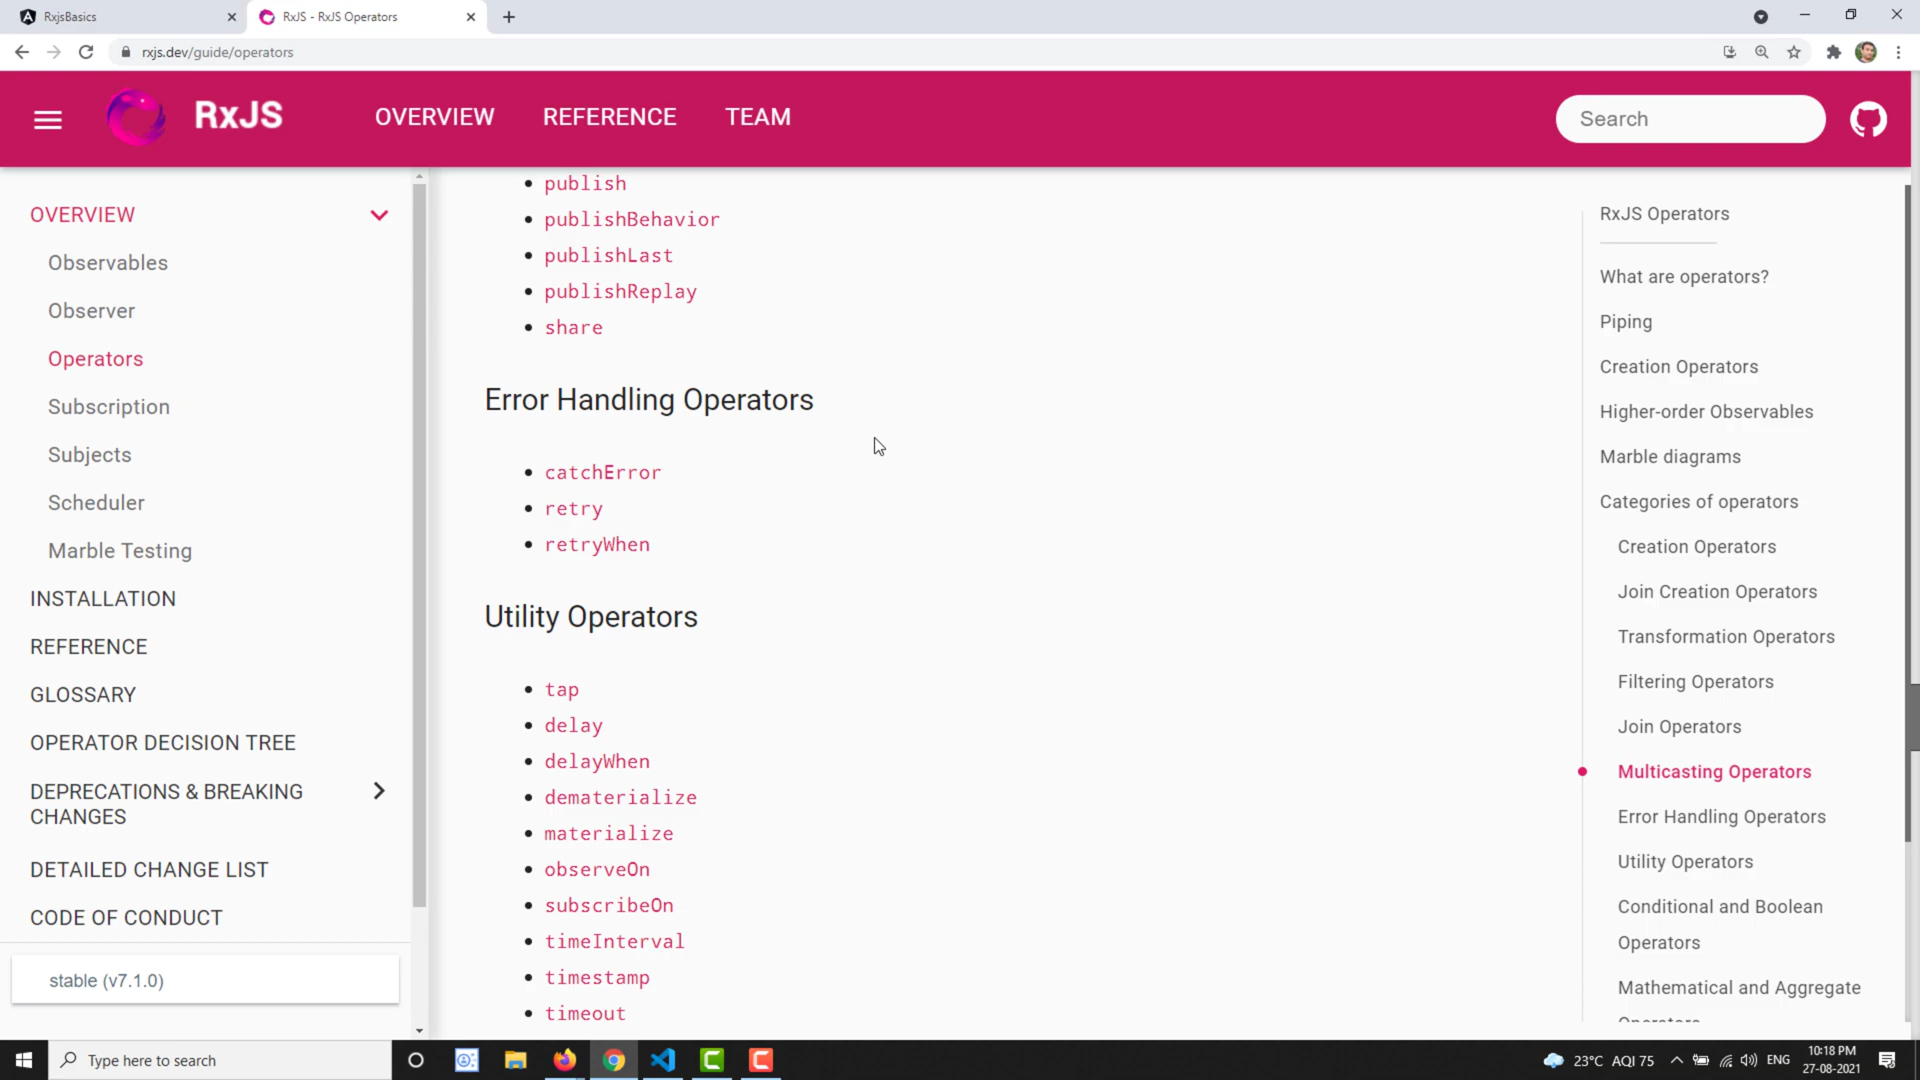 RxjsBasics
RxJS - RxJS Operators
rxjs.dev/guide/operators
RxJS
OVERVIEW
REFERENCE
TEAM
Search
OVERVIEW
Observables
Observer
Operators
Subscription
Subjects
Scheduler
Marble Testing
INSTALLATION
REFERENCE
GLOSSARY
OPERATOR DECISION TREE
DEPRECATIONS & BREAKING
CHANGES
DETAILED CHANGE LIST
CODE OF CONDUCT
stable (v7.1.0)
publish
publishBehavior
publishLast
publishReplay
share
Error Handling Operators
catchError
retry
retryWhen
Utility Operators
tap
delay
delayWhen
dematerialize
materialize
observeOn
subscribeOn
timeInterval
timestamp
timeout
RxJS Operators
What are operators?
Piping
Creation Operators
Higher-order Observables
Marble diagrams
Categories of operators
Creation Operators
Join Creation Operators
Transformation Operators
Filtering Operators
Join Operators
Multicasting Operators
Error Handling Operators
Utility Operators
Conditional and Boolean
Operators
Mathematical and Aggregate
Operators
Type here to search
23°C AQI 75
ENG
10:18 PM
27-08-2021